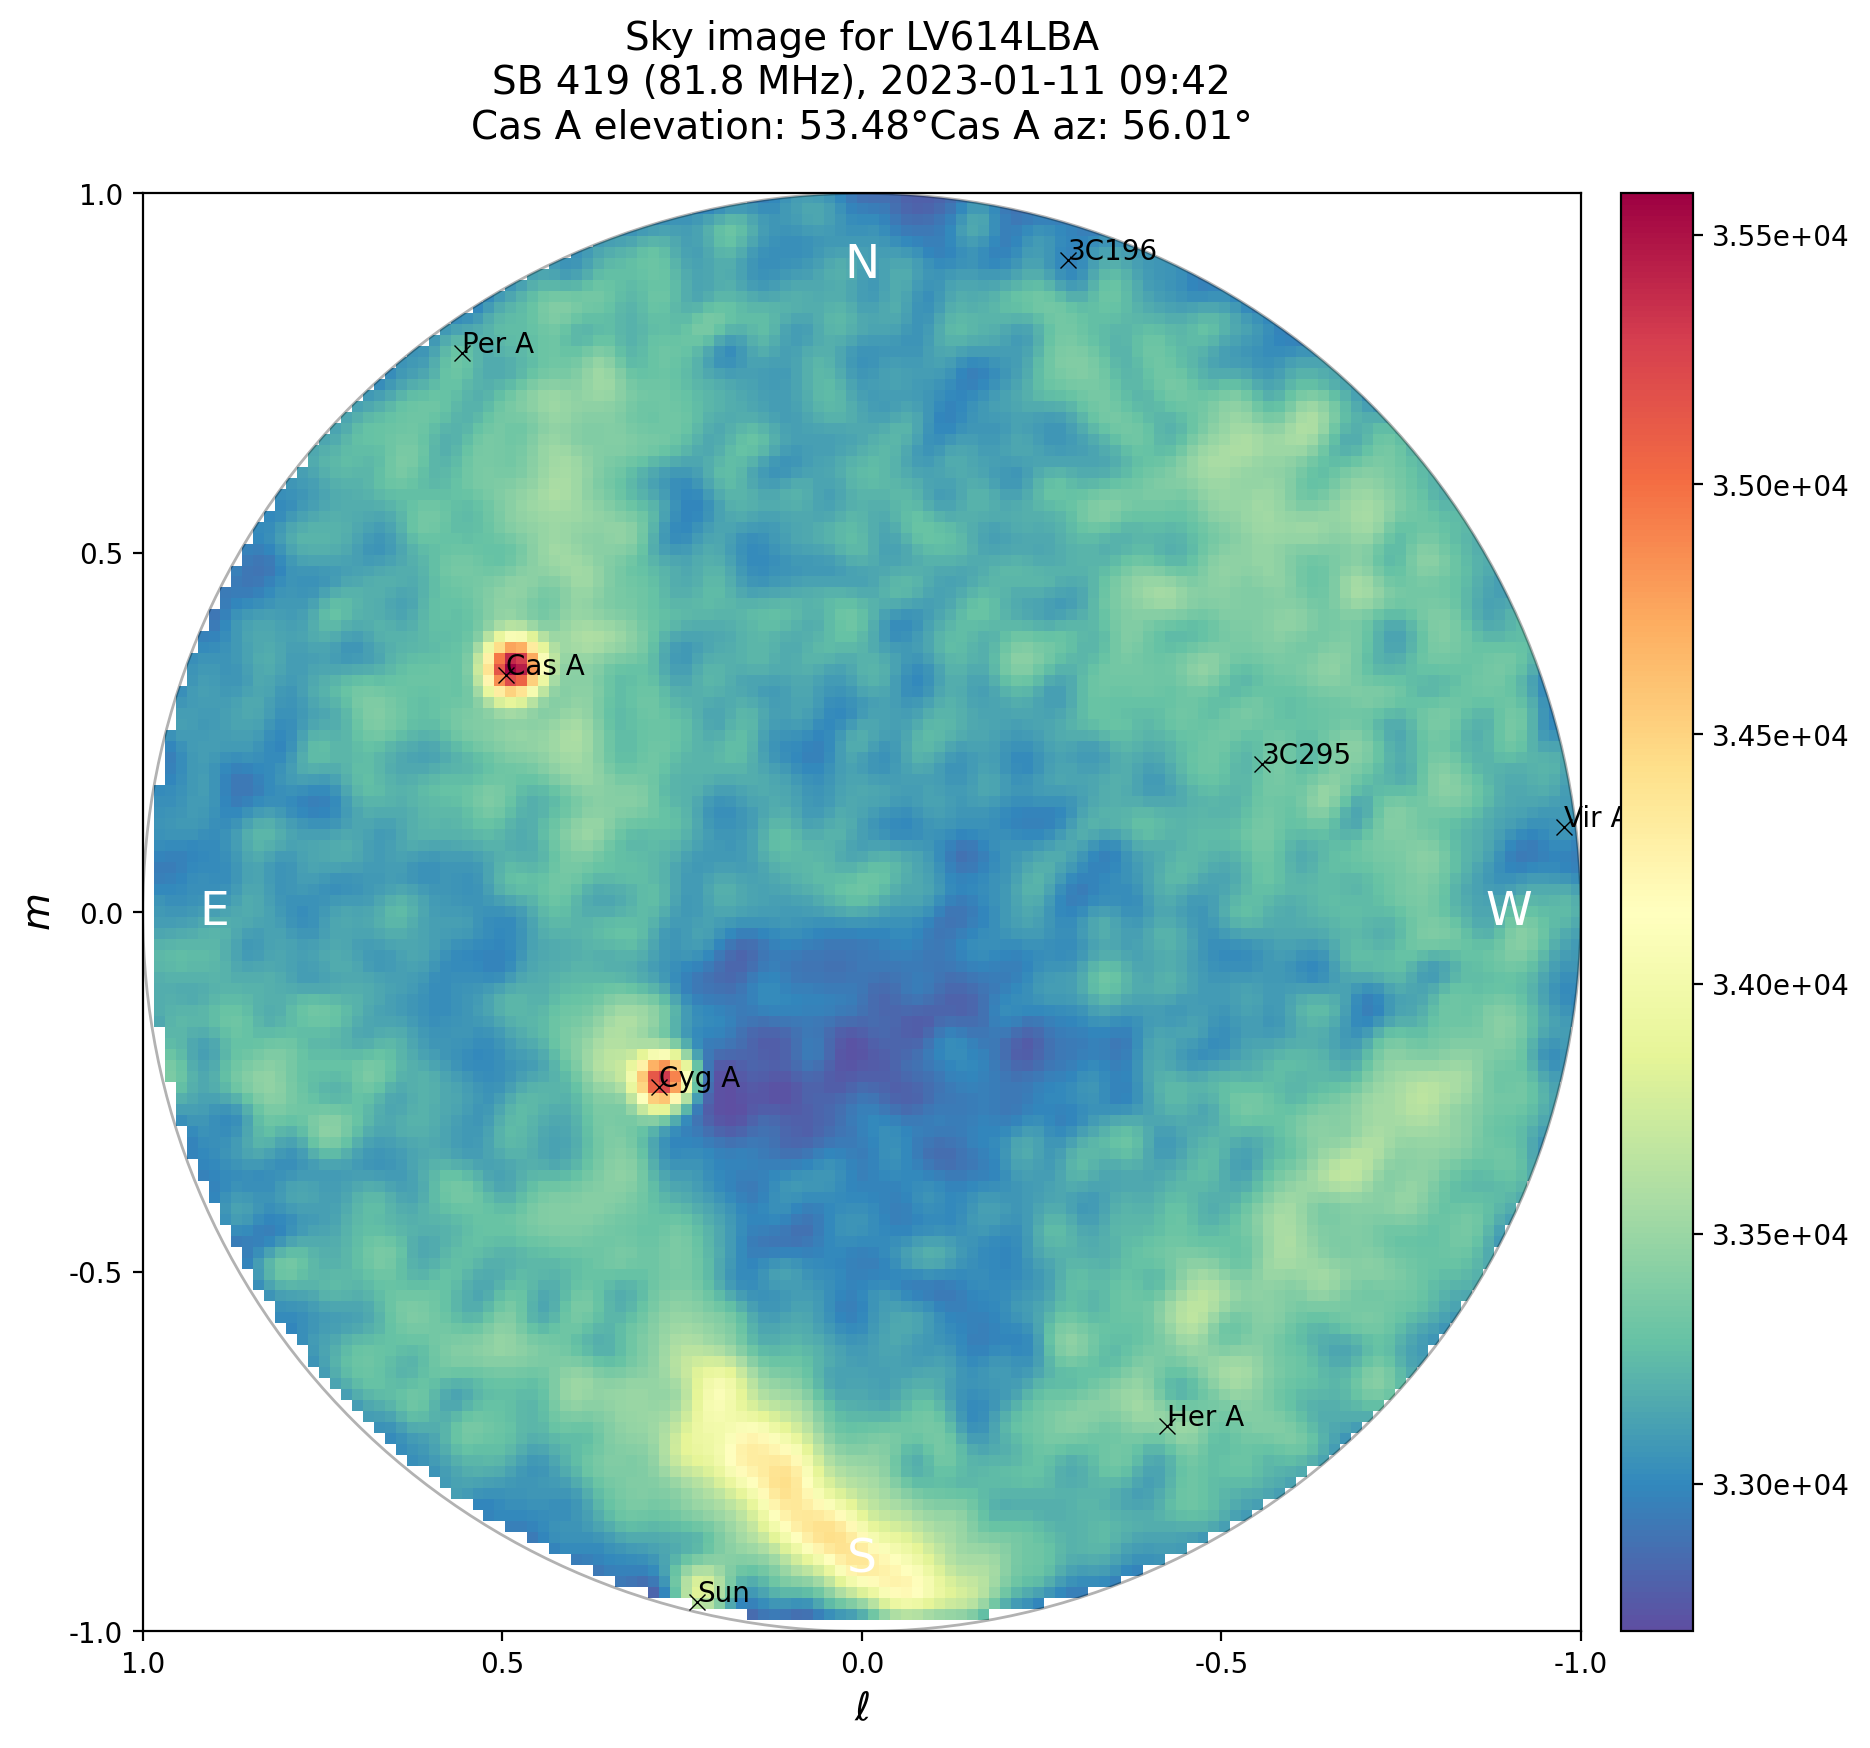 Sky image for LV614LBA
SB 419 (81.8 MHz), 2023-01-11 09:42
Cas A elevation: 53.48°Cas A az: 56.01°
1.0
0.5
0.0
-0.5
-1.0
m
N
3C196
Per A
Cas A
3C295
Vir A
E
W
Cyg A
Her A
S
Sun
1.0
0.5
0.0
-0.5
-1.0
ℓ
3.55e+04
3.50e+04
3.45e+04
3.40e+04
3.35e+04
3.30e+04